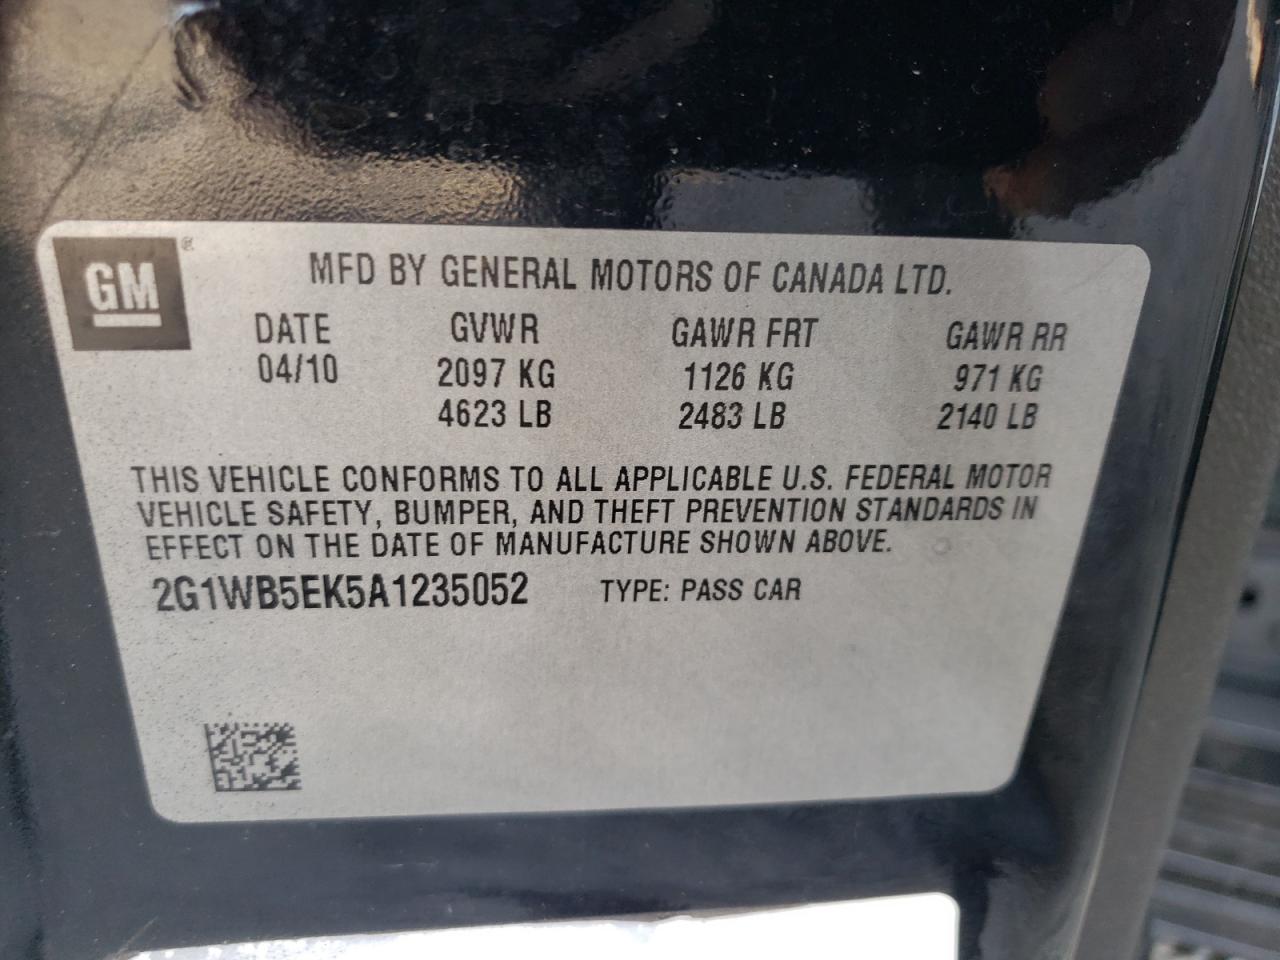 GM ®
MFD BY GENERAL MOTORS OF CANADA LTD.
DATE GVWR GAWR FRT GAWR RR
04/10 2097 KG 1126 KG 971 KG
4623 LB 2483 LB 2140 LB
THIS VEHICLE CONFORMS TO ALL APPLICABLE U.S. FEDERAL MOTOR
VEHICLE SAFETY, BUMPER, AND THEFT PREVENTION STANDARDS IN
EFFECT ON THE DATE OF MANUFACTURE SHOWN ABOVE.
2G1WB5EK5A1235052 TYPE: PASS CAR